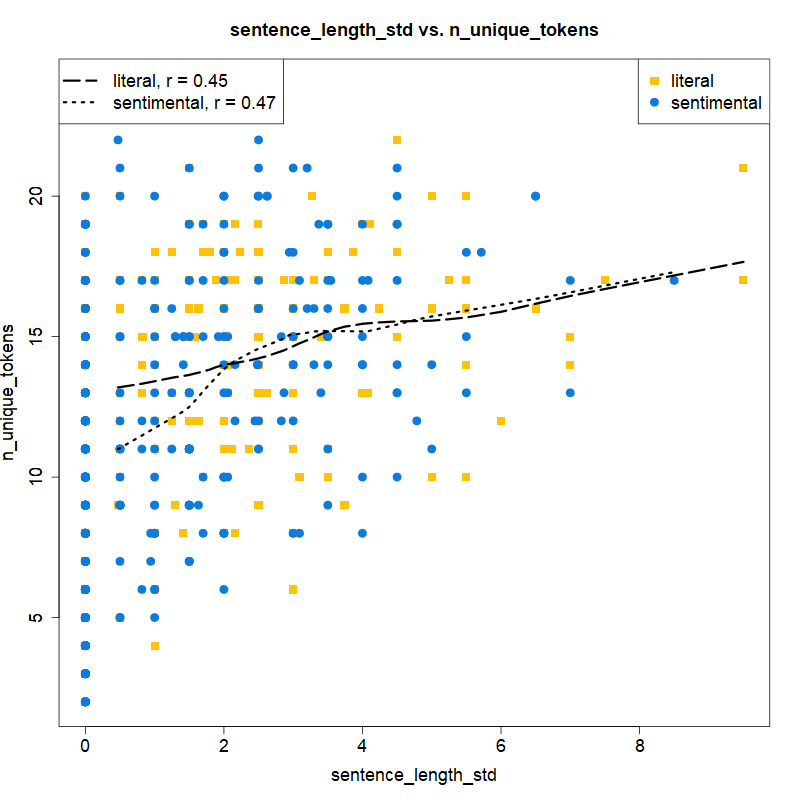 sentence_length_std vs. n_unique_tokens
literal, r = 0.45
sentimental, r = 0.47
literal
sentimental
n_unique_tokens
20
15
10
5
0 2 4 6 8
sentence_length_std